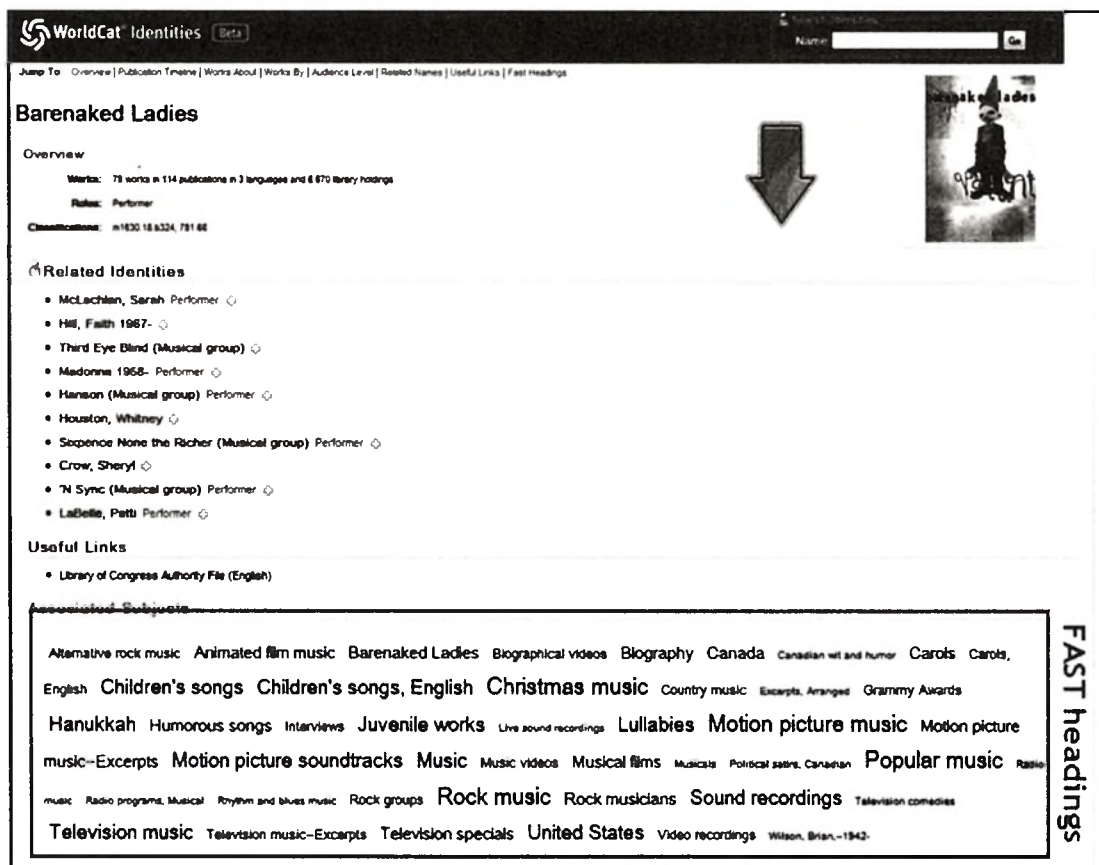 WorldCat Identities Beta
Search Identities
Name Go
Jump To Overview | Publication Timeline | Works About | Works By | Audience Level | Related Names | Useful Links | Fast Headings
Barenaked Ladies
barenaked ladies
Overview
Works: 78 works in 114 publications in 3 languages and 6 670 library holdings
Roles: Performer
Classifications: m1630.18.b324, 781.66
Related Identities
• McLachlan, Sarah Performer
• Hill, Faith 1967-
• Third Eye Blind (Musical group)
• Madonna 1958- Performer
• Hanson (Musical group) Performer
• Houston, Whitney
• Sixpence None the Richer (Musical group) Performer
• Crow, Sheryl
• 'N Sync (Musical group) Performer
• LaBelle, Patti Performer
Useful Links
• Library of Congress Authority File (English)
Associated Subjects
Alternative rock music Animated film music Barenaked Ladies Biographical videos Biography Canada Canadian wit and humor Carols Carols,
English Children's songs Children's songs, English Christmas music Country music Excerpts, Arranged Grammy Awards
Hanukkah Humorous songs Interviews Juvenile works Live sound recordings Lullabies Motion picture music Motion picture
music--Excerpts Motion picture soundtracks Music Music videos Musical films Musicals Political satire, Canadian Popular music Radio
music Radio programs, Musical Rhythm and blues music Rock groups Rock music Rock musicians Sound recordings Television comedies
Television music Television music--Excerpts Television specials United States Video recordings Wilson, Brian,--1942-
FAST headings